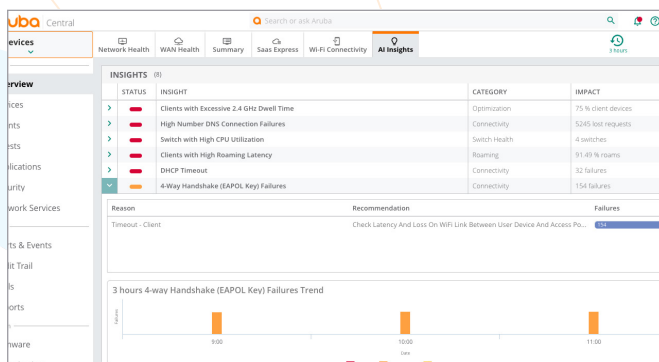 uba Central
Search or ask Aruba
evices
Network Health
WAN Health
Summary
Saas Express
Wi-Fi Connectivity
AI Insights
3 hours
erview
ices
nts
ests
lications
urity
work Services
ts & Events
lit Trail
ls
orts
ware
INSIGHTS (8)
STATUS INSIGHT CATEGORY IMPACT
Clients with Excessive 2.4 GHz Dwell Time Optimization 75 % client devices
High Number DNS Connection Failures Connectivity 5245 lost requests
Switch with High CPU Utilization Switch Health 4 switches
Clients with High Roaming Latency Roaming 91.49 % roams
DHCP Timeout Connectivity 32 failures
4-Way Handshake (EAPOL Key) Failures Connectivity 154 failures
Reason Recommendation Failures
Timeout - Client Check Latency And Loss On WiFi Link Between User Device And Access Po... 154
3 hours 4-way Handshake (EAPOL Key) Failures Trend
Failures
9:00 10:00 11:00
Date